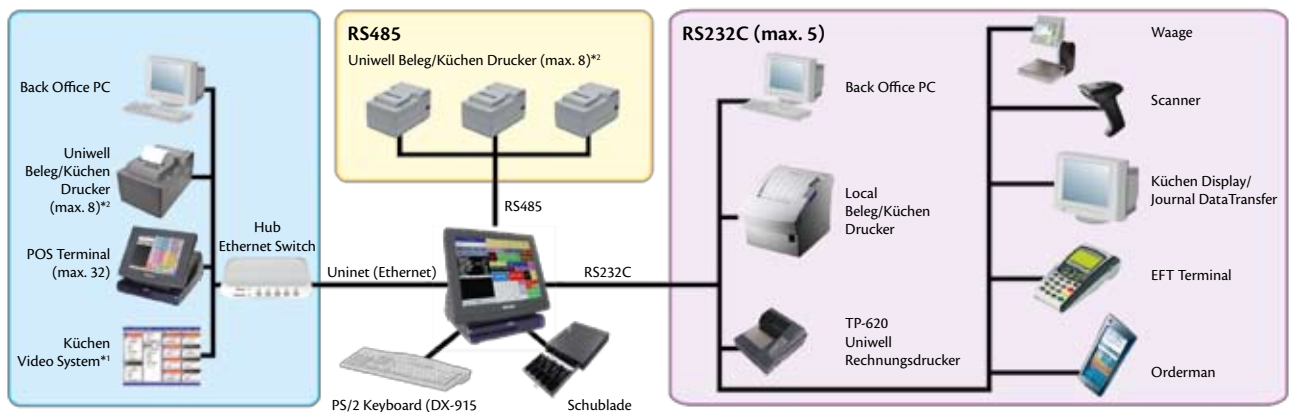 Back Office PC
Uniwell
Beleg/Küchen
Drucker
(max. 8)*²
POS Terminal
(max. 32)
Küchen
Video System*¹
Hub
Ethernet Switch
RS485
Uniwell Beleg/Küchen Drucker (max. 8)*²
RS485
Uninet (Ethernet)
RS232C
PS/2 Keyboard (DX-915
Schublade
RS232C (max. 5)
Back Office PC
Local
Beleg/Küchen
Drucker
TP-620
Uniwell
Rechnungsdrucker
Waage
Scanner
Küchen Display/
Journal DataTransfer
EFT Terminal
Orderman